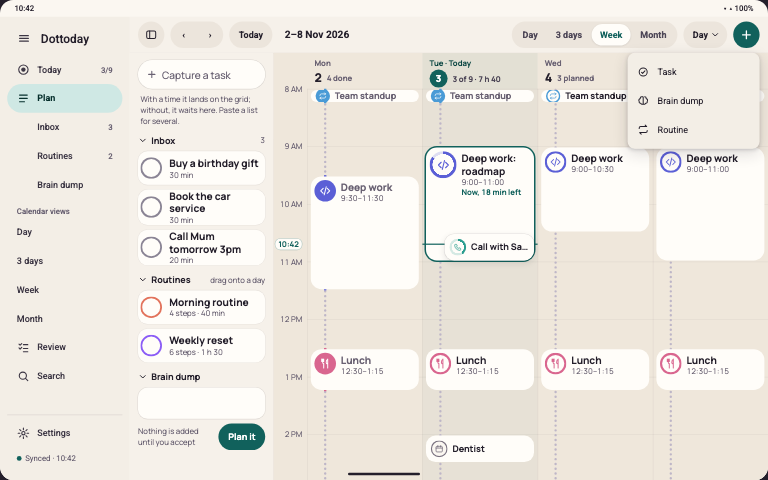 10:42
100%
Dottoday
Today 3/9
Plan
Inbox 3
Routines 2
Brain dump
Calendar views
Day
3 days
Week
Month
Review
Search
Settings
Synced · 10:42
Today
2–8 Nov 2026
Day
3 days
Week
Month
Day
Capture a task
With a time it lands on the grid;
without, it waits here. Paste a list
for several.
Inbox 3
Buy a birthday gift
30 min
Book the car
service
30 min
Call Mum
tomorrow 3pm
20 min
Routines drag onto a day
Morning routine
4 steps · 40 min
Weekly reset
6 steps · 1 h 30
Brain dump
Nothing is added
until you accept
Plan it
Mon
2 4 done
Tue · Today
3 3 of 9 · 7 h 40
Wed
4 3 planned
Task
Brain dump
Routine
8 AM
9 AM
10 AM
10:42
11 AM
12 PM
1 PM
2 PM
Team standup
Deep work
9:30–11:30
Lunch
12:30–1:15
Team standup
Deep work:
roadmap
9:00–11:00
Now, 18 min left
Call with Sa...
Lunch
12:30–1:15
Dentist
Team standup
Deep work
9:00–10:30
Lunch
12:30–1:15
Deep work
9:00–11:00
Lunch
12:30–1:15